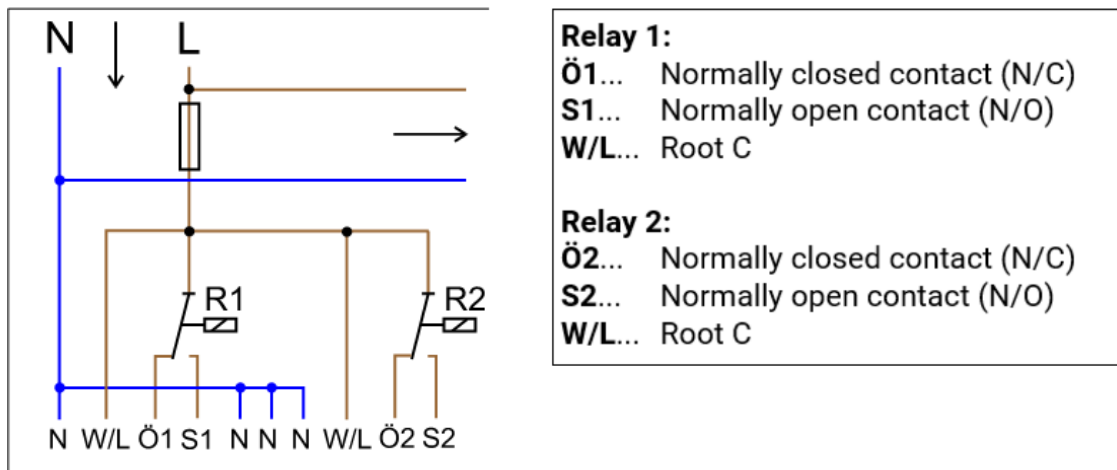 N L
R1 R2
N W/L Ö1 S1 N N N W/L Ö2 S2
Relay 1:
Ö1... Normally closed contact (N/C)
S1... Normally open contact (N/O)
W/L... Root C
Relay 2:
Ö2... Normally closed contact (N/C)
S2... Normally open contact (N/O)
W/L... Root C